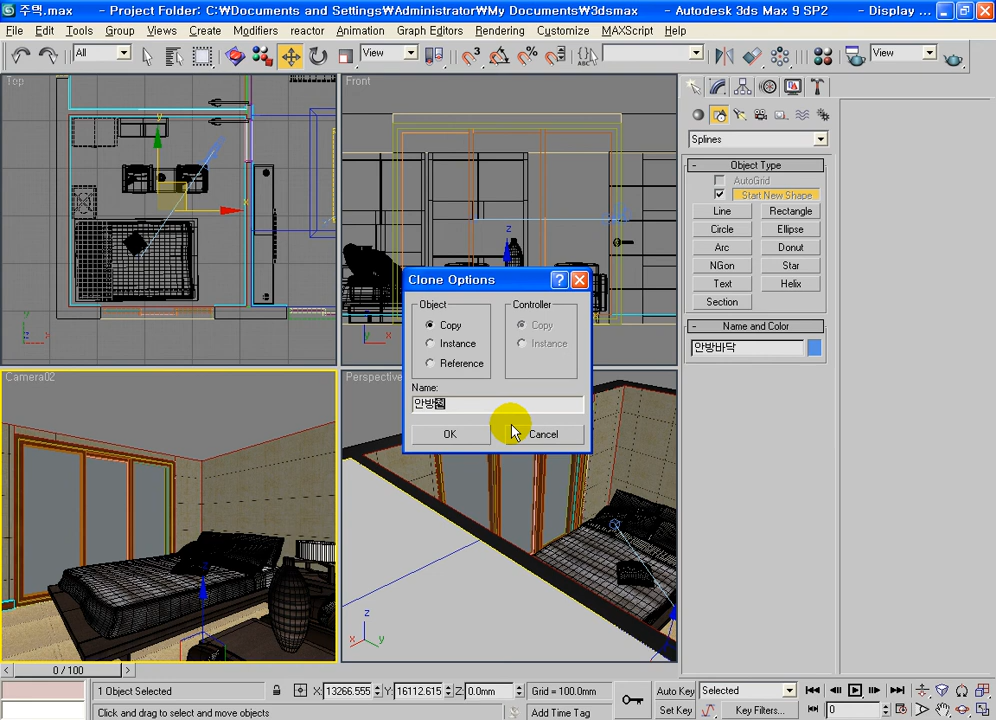 주택.max - Project Folder: C:₩Documents and Settings₩Administrator₩My Documents₩3dsmax - Autodesk 3ds Max 9 SP2 - Display ...
File Edit Tools Group Views Create Modifiers reactor Animation Graph Editors Rendering Customize MAXScript Help
All View View
Top Front
Splines
- Object Type
AutoGrid
Start New Shape
Line Rectangle
Circle Ellipse
Arc Donut
NGon Star
Text Helix
Section
- Name and Color
안방바닥
Clone Options
Object Controller
Copy Copy
Instance Instance
Reference
Name:
OK Cancel
Camera02 Perspective
0 / 100
1 Object Selected X: 13266.555 Y: 16112.615 Z: 0.0mm Grid = 100.0mm Auto Key Selected
Click and drag to select and move objects Add Time Tag Set Key Key Filters... 0